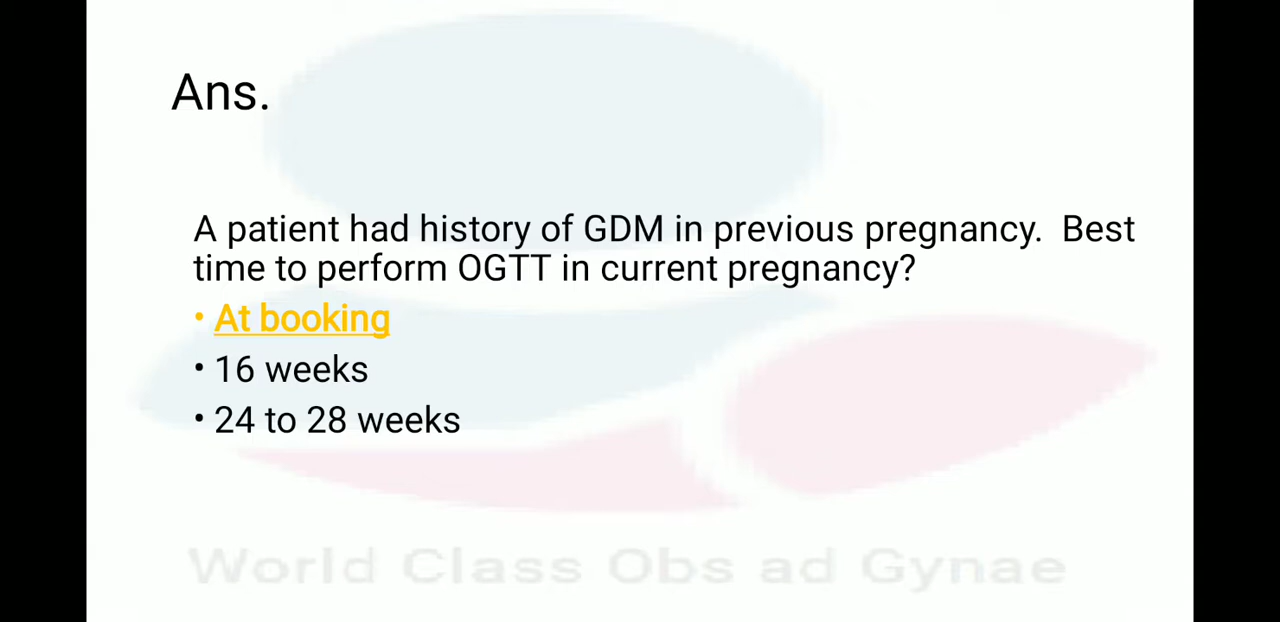 Ans.
A patient had history of GDM in previous pregnancy. Best
time to perform OGTT in current pregnancy?
• At booking
• 16 weeks
• 24 to 28 weeks
World Class Obs ad Gynae